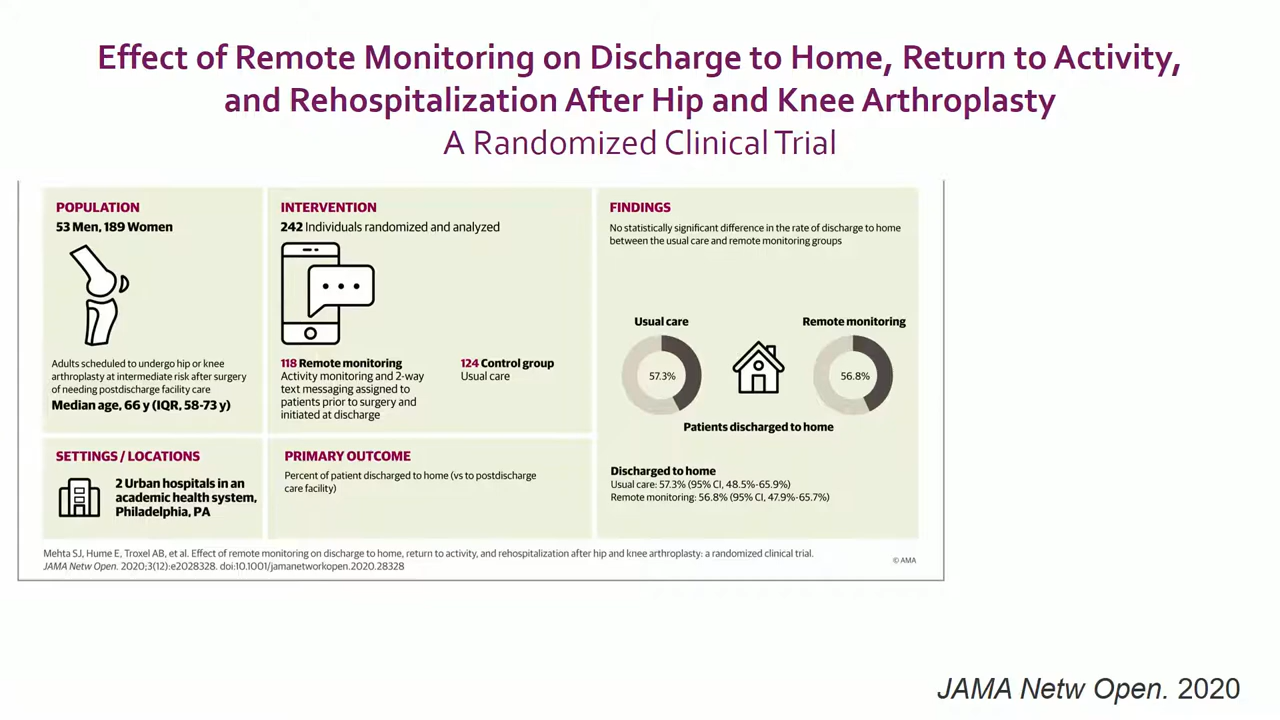 Effect of Remote Monitoring on Discharge to Home, Return to Activity,
and Rehospitalization After Hip and Knee Arthroplasty
A Randomized Clinical Trial
POPULATION
53 Men, 189 Women
Adults scheduled to undergo hip or knee
arthroplasty at intermediate risk after surgery
of needing postdischarge facility care
Median age, 66 y (IQR, 58-73 y)
INTERVENTION
242 Individuals randomized and analyzed
118 Remote monitoring
Activity monitoring and 2-way
text messaging assigned to
patients prior to surgery and
initiated at discharge
124 Control group
Usual care
FINDINGS
No statistically significant difference in the rate of discharge to home
between the usual care and remote monitoring groups
Usual care
57.3%
Remote monitoring
56.8%
Patients discharged to home
Discharged to home
Usual care: 57.3% (95% CI, 48.5%-65.9%)
Remote monitoring: 56.8% (95% CI, 47.9%-65.7%)
SETTINGS / LOCATIONS
2 Urban hospitals in an
academic health system,
Philadelphia, PA
PRIMARY OUTCOME
Percent of patient discharged to home (vs to postdischarge
care facility)
Mehta SJ, Hume E, Troxel AB, et al. Effect of remote monitoring on discharge to home, return to activity, and rehospitalization after hip and knee arthroplasty: a randomized clinical trial.
JAMA Netw Open. 2020;3(12):e2028328. doi:10.1001/jamanetworkopen.2020.28328
© AMA
JAMA Netw Open. 2020